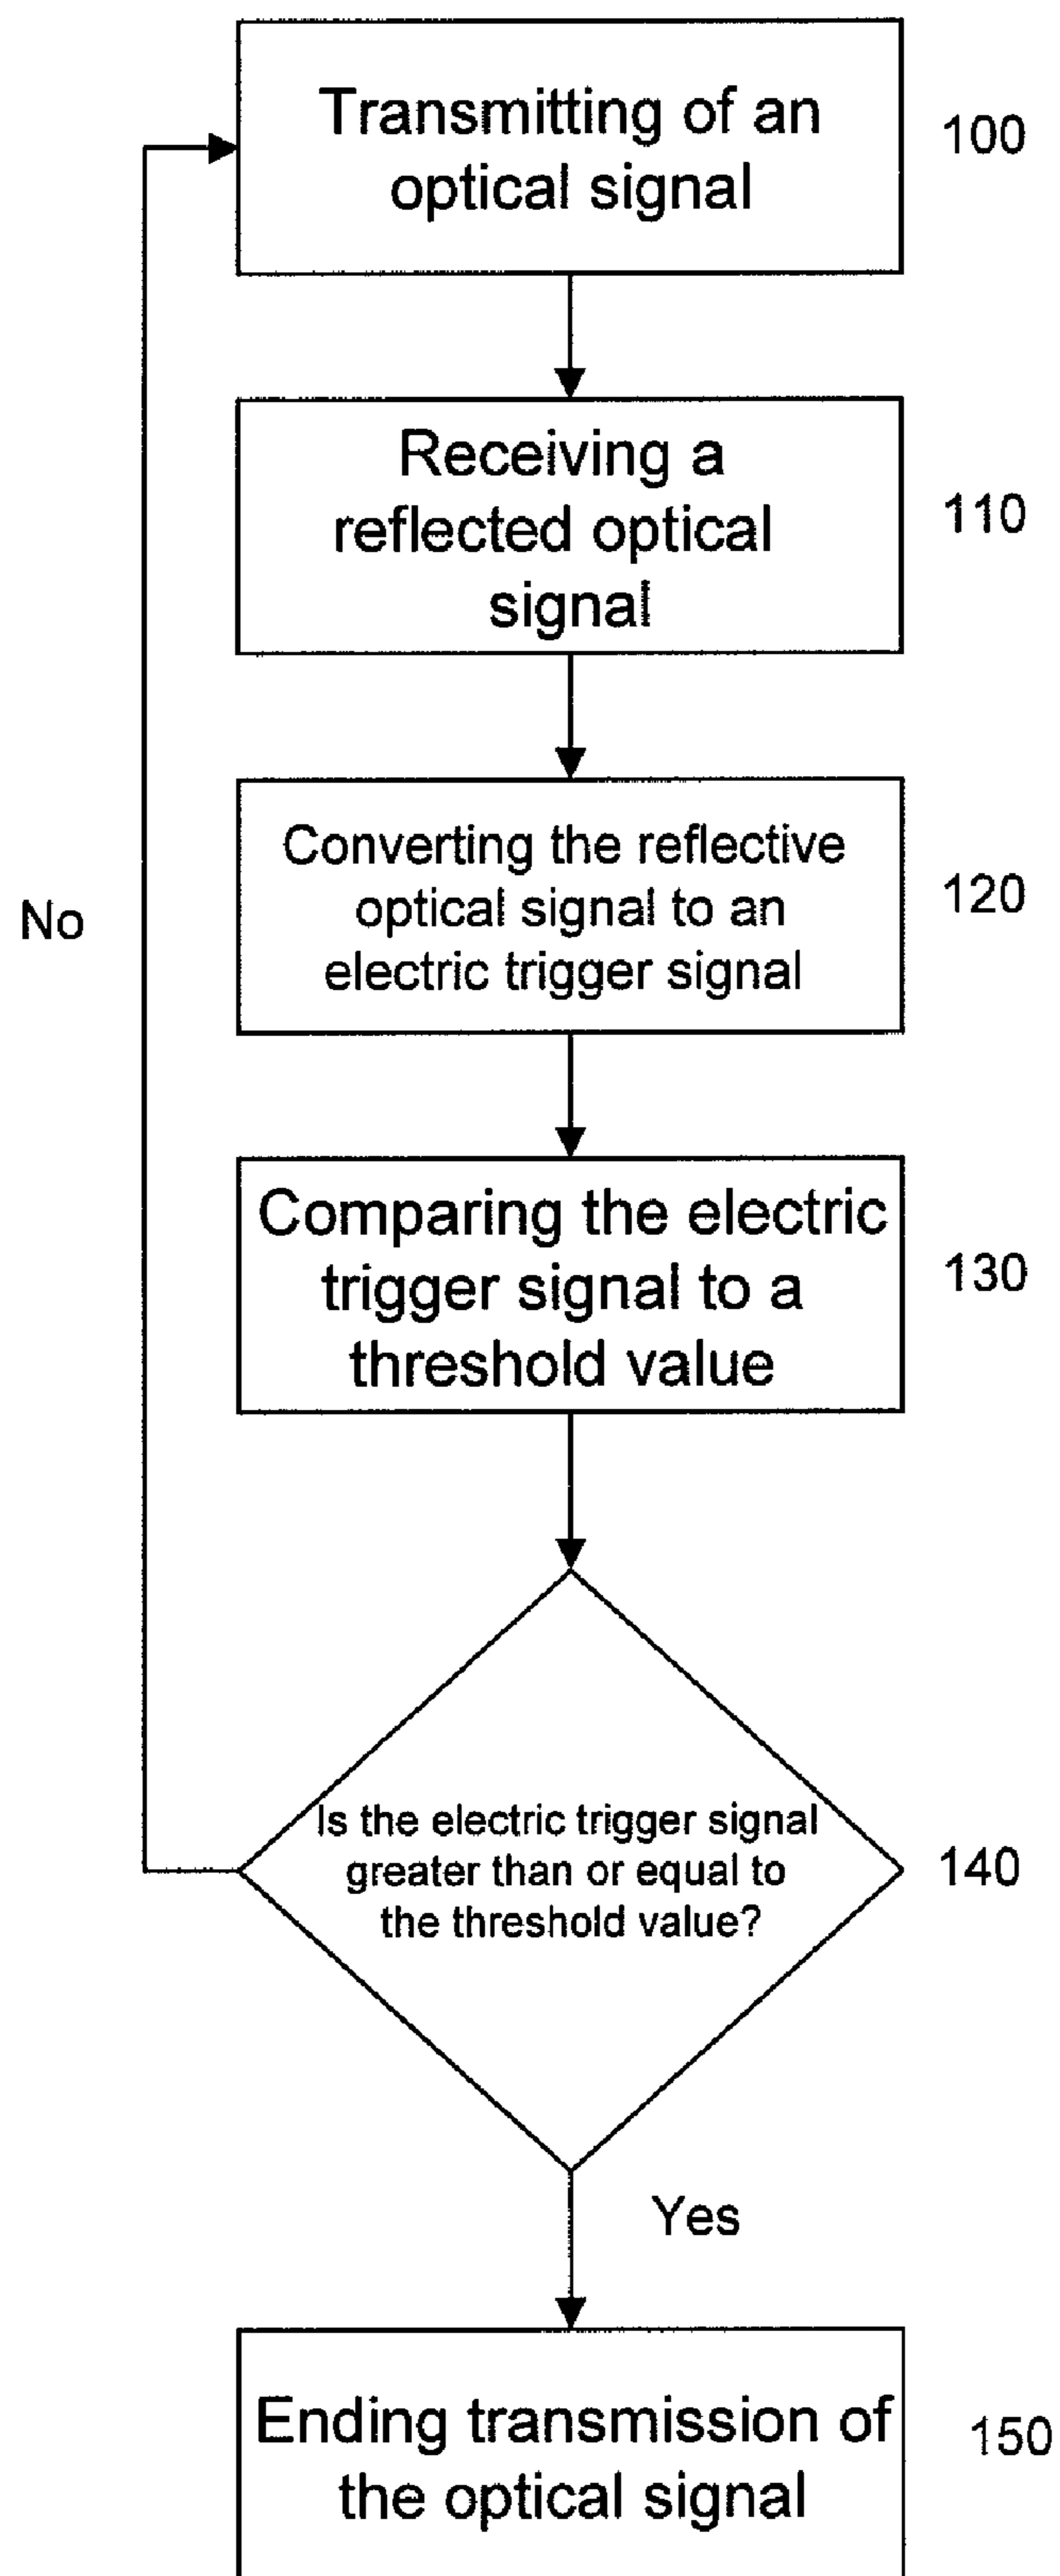 Transmitting of an
optical signal
100
Receiving a
reflected optical
signal
110
Converting the reflective
optical signal to an
electric trigger signal
120
No
Comparing the electric
trigger signal to a
threshold value
130
Is the electric trigger signal
greater than or equal to
the threshold value?
140
Yes
Ending transmission of
the optical signal
150